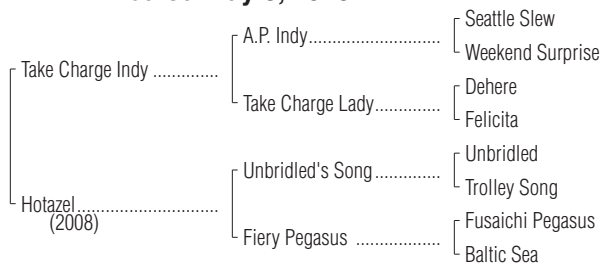 Seattle Slew
A.P. Indy
Weekend Surprise
Take Charge Indy
Dehere
Take Charge Lady
Felicita
Unbridled
Unbridled's Song
Trolley Song
Hotazel
(2008)
Fusaichi Pegasus
Fiery Pegasus
Baltic Sea